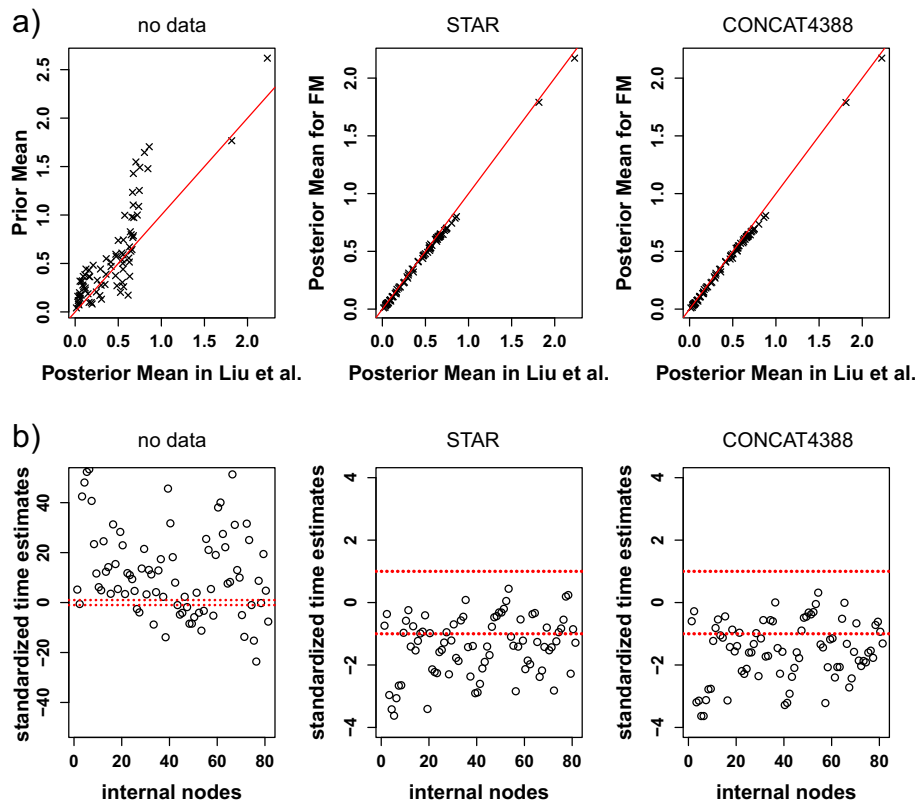 a)
no data
STAR
CONCAT4388
Prior Mean
0.0 0.5 1.0 1.5 2.0 2.5
0.0 0.5 1.0 1.5 2.0
Posterior Mean in Liu et al.
Posterior Mean for FM
0.0 0.5 1.0 1.5 2.0
0.0 0.5 1.0 1.5 2.0
Posterior Mean in Liu et al.
Posterior Mean for FM
0.0 0.5 1.0 1.5 2.0
0.0 0.5 1.0 1.5 2.0
Posterior Mean in Liu et al.
b)
no data
STAR
CONCAT4388
standardized time estimates
-40 -20 0 20 40
0 20 40 60 80
internal nodes
standardized time estimates
-4 -2 0 2 4
0 20 40 60 80
internal nodes
standardized time estimates
-4 -2 0 2 4
0 20 40 60 80
internal nodes